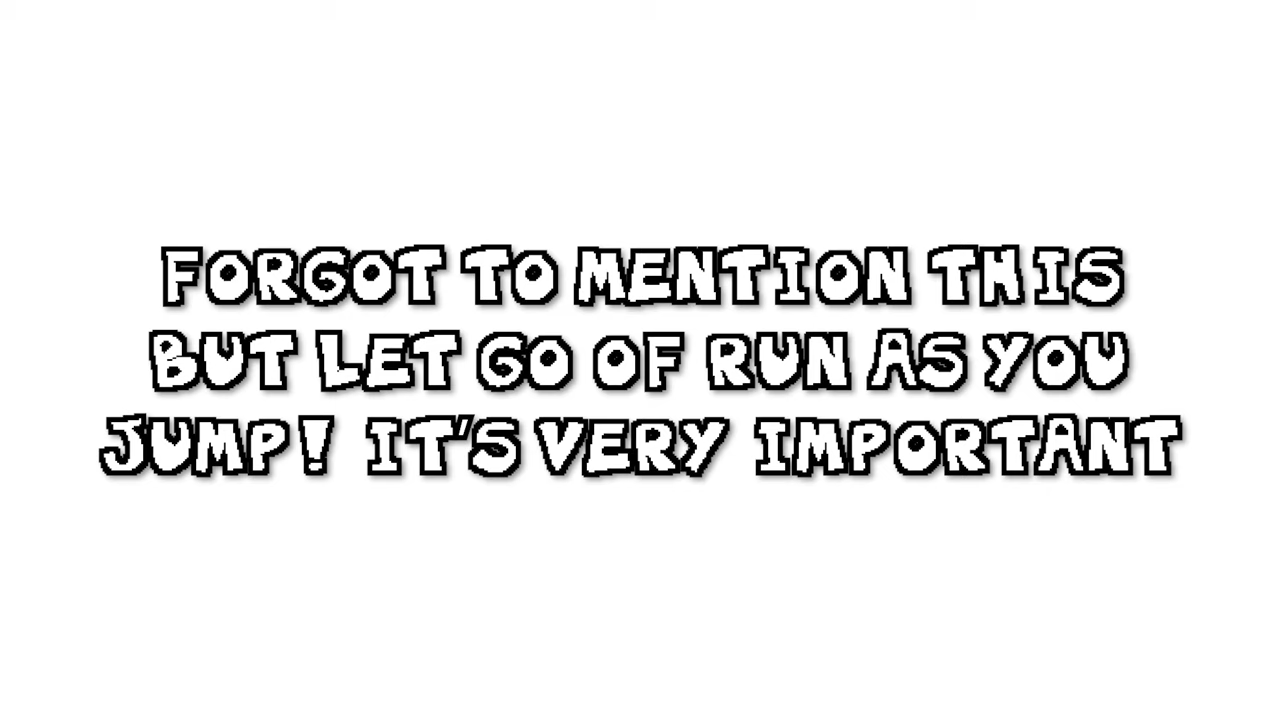 FORGOT TO MENTION THIS
BUT LET GO OF RUN AS YOU
JUMP! IT'S VERY IMPORTANT